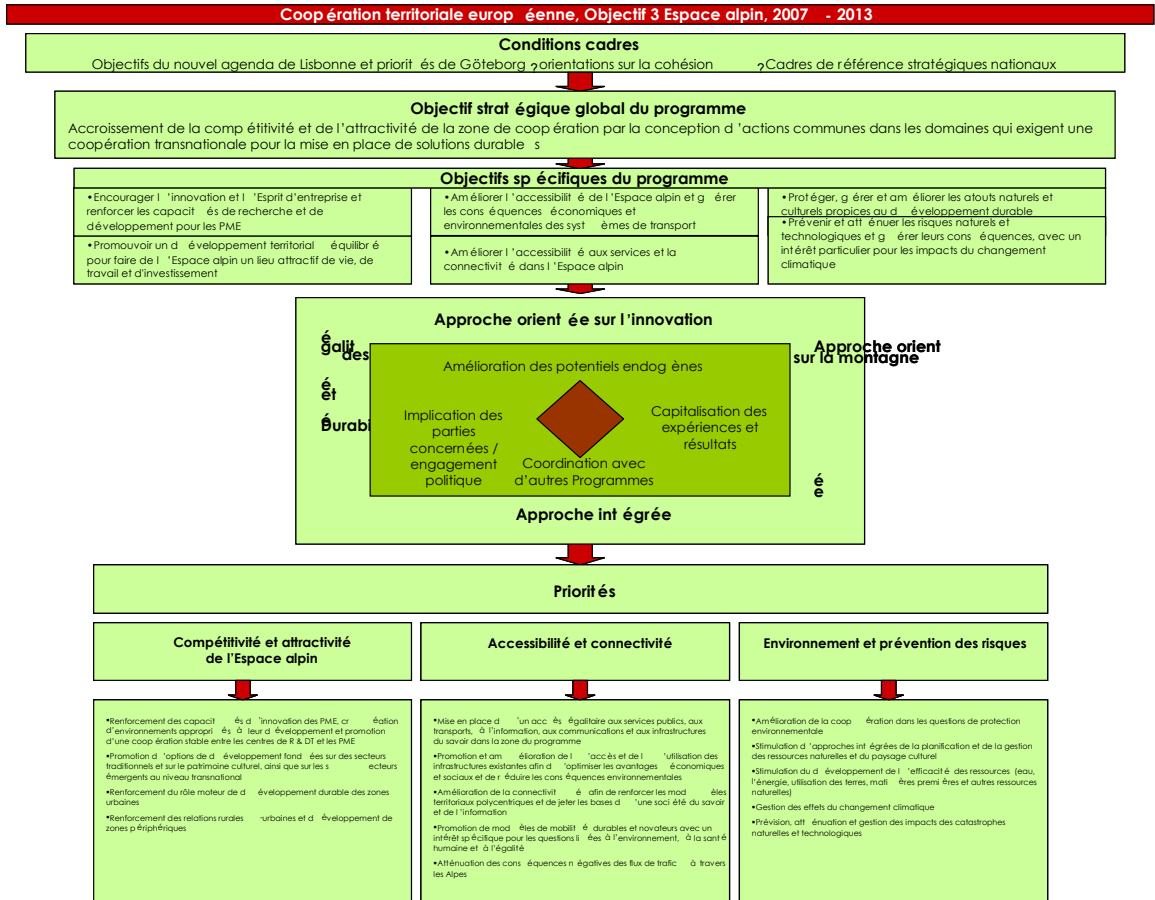 Coopération territoriale européenne, Objectif 3 Espace alpin, 2007 - 2013
Conditions cadres
Objectifs du nouvel agenda de Lisbonne et priorités de Göteborg ?orientations sur la cohésion ?Cadres de référence stratégiques nationaux
Objectif stratégique global du programme
Accroissement de la compétitivité et de l'attractivité de la zone de coopération par la conception d'actions communes dans les domaines qui exigent une
coopération transnationale pour la mise en place de solutions durables
Objectifs spécifiques du programme
•Encourager l'innovation et l'Esprit d'entreprise et
renforcer les capacités de recherche et de
développement pour les PME
•Promouvoir un développement territorial équilibré
pour faire de l'Espace alpin un lieu attractif de vie, de
travail et d'investissement
•Améliorer l'accessibilité de l'Espace alpin et gérer
les conséquences économiques et
environnementales des systèmes de transport
•Améliorer l'accessibilité aux services et la
connectivité dans l'Espace alpin
•Protéger, gérer et améliorer les atouts naturels et
culturels propices au développement durable
•Prévenir et atténuer les risques naturels et
technologiques et gérer leurs conséquences, avec un
intérêt particulier pour les impacts du changement
climatique
Approche orientée sur l'innovation
é
galit
des
é
et
é
Durabi
Approche orient
sur la montagne
é
e
Amélioration des potentiels endogènes
Implication des
parties
concernées /
engagement
politique
Capitalisation des
expériences et
résultats
Coordination avec
d'autres Programmes
Approche intégrée
Priorités
Compétitivité et attractivité
de l'Espace alpin
Accessibilité et connectivité
Environnement et prévention des risques
▪Renforcement des capacités d'innovation des PME, création
d'environnements appropriés à leur développement et promotion
d'une coopération stable entre les centres de R & DT et les PME
▪Promotion d'options de développement fondées sur des secteurs
traditionnels et sur le patrimoine culturel, ainsi que sur les secteurs
émergents au niveau transnational
▪Renforcement du rôle moteur de développement durable des zones
urbaines
▪Renforcement des relations rurales-urbaines et développement de
zones périphériques
▪Mise en place d'un accès égalitaire aux services publics, aux
transports, à l'information, aux communications et aux infrastructures
du savoir dans la zone du programme
▪Promotion et amélioration de l'accès et de l'utilisation des
infrastructures existantes afin d'optimiser les avantages économiques
et sociaux et de réduire les conséquences environnementales
▪Amélioration de la connectivité afin de renforcer les modèles
territoriaux polycentriques et de jeter les bases d'une société du savoir
et de l'information
▪Promotion de modèles de mobilité durables et novateurs avec un
intérêt spécifique pour les questions liées à l'environnement, à la santé
humaine et à l'égalité
▪Atténuation des conséquences négatives des flux de trafic à travers
les Alpes
▪Amélioration de la coopération dans les questions de protection
environnementale
▪Stimulation d'approches intégrées de la planification et de la gestion
des ressources naturelles et du paysage culturel
▪Stimulation du développement de l'efficacité des ressources (eau,
l'énergie, utilisation des terres, matières premières et autres ressources
naturelles)
▪Gestion des effets du changement climatique
▪Prévision, atténuation et gestion des impacts des catastrophes
naturelles et technologiques